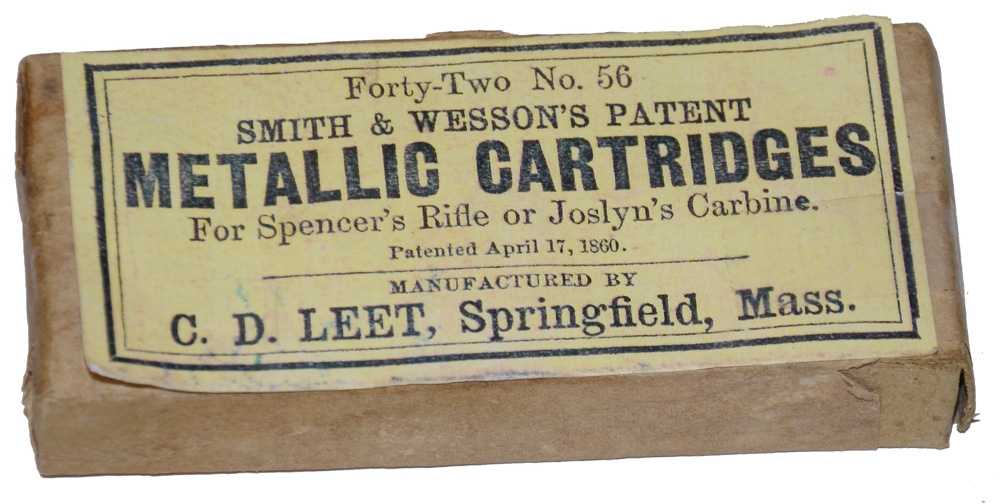 Forty-Two No. 56
SMITH & WESSON'S PATENT
METALLIC CARTRIDGES
For Spencer's Rifle or Joslyn's Carbine.
Patented April 17, 1860.
MANUFACTURED BY
C. D. LEET, Springfield, Mass.